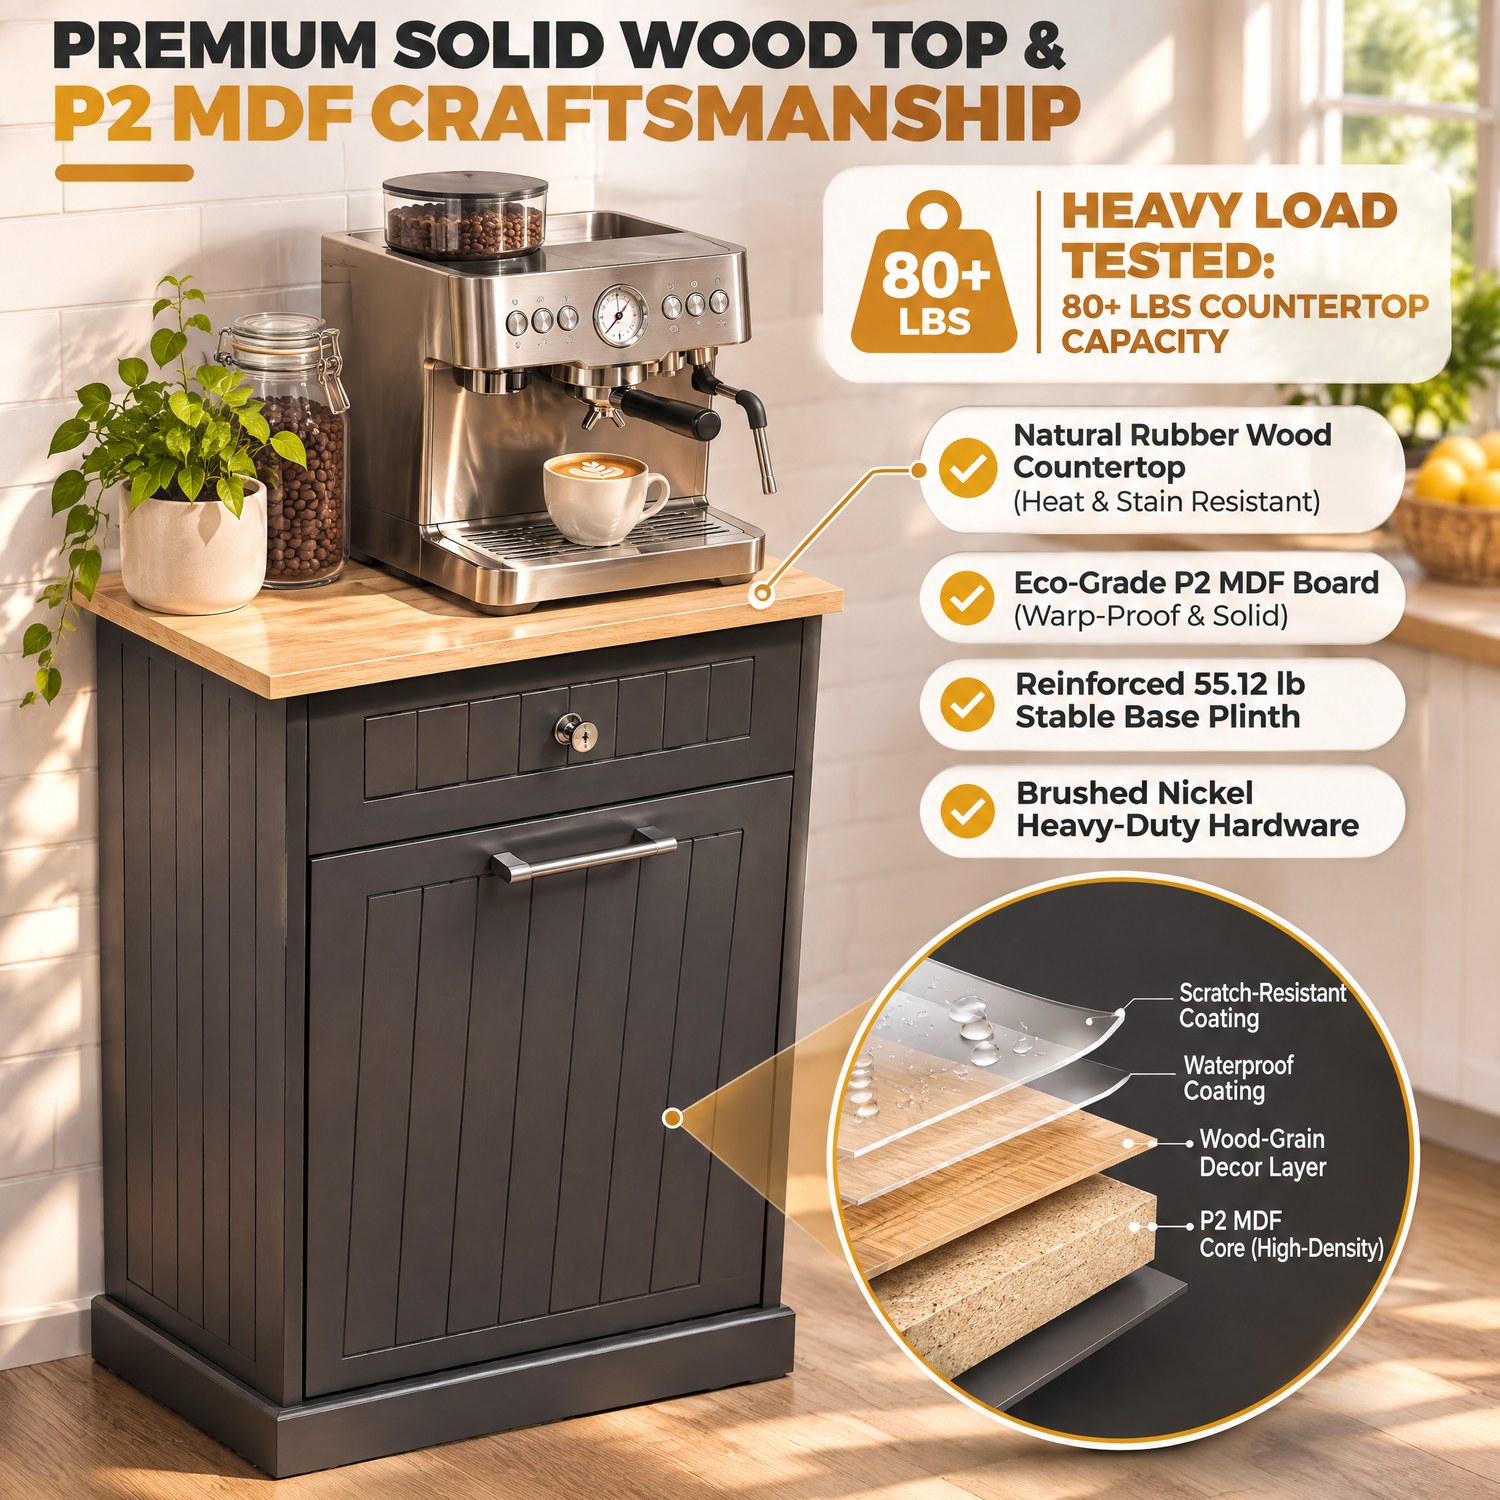 PREMIUM SOLID WOOD TOP &
P2 MDF CRAFTSMANSHIP
80+
LBS
HEAVY LOAD
TESTED:
80+ LBS COUNTERTOP
CAPACITY
Natural Rubber Wood
Countertop
(Heat & Stain Resistant)
Eco-Grade P2 MDF Board
(Warp-Proof & Solid)
Reinforced 55.12 lb
Stable Base Plinth
Brushed Nickel
Heavy-Duty Hardware
Scratch-Resistant
Coating
Waterproof
Coating
Wood-Grain
Decor Layer
P2 MDF
Core (High-Density)